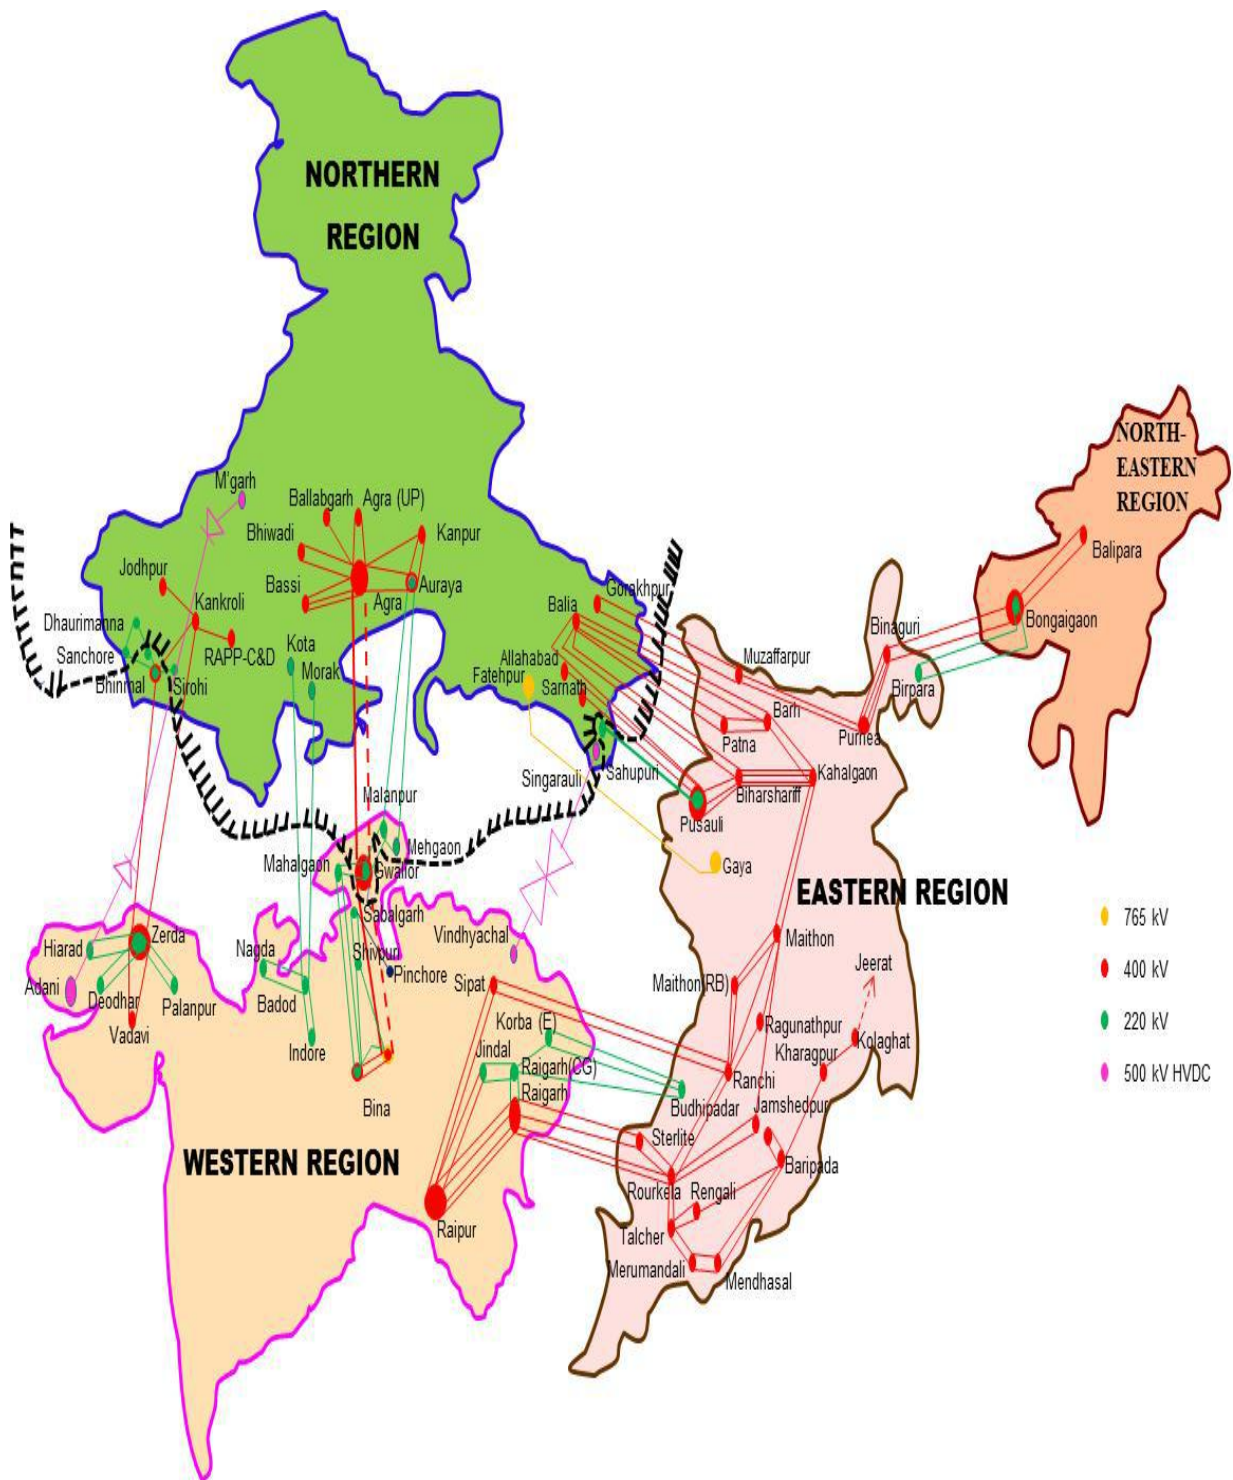 NORTHERN
REGION
M'garh
Ballabgarh
Agra (UP)
Bhiwadi
Kanpur
Jodhpur
Bassi
Agra
Auraya
Kankroli
Dhaurimanna
Sanchore
RAPP-C&D
Bhinmal
Sirohi
Kota
Morak
Gorakhpur
Balia
Allahabad
Fatehpur
Sarnath
Singarauli
Sahupuri
NORTH-
EASTERN
REGION
Balipara
Bongaigaon
Binaguri
Birpara
Muzaffarpur
Barh
Patna
Purnea
Kahalgaon
Biharshariff
Pusauli
Gaya
EASTERN REGION
Maithon
Maithon(RB)
Jeerat
Ragunathpur
Kolaghat
Kharagpur
Ranchi
Budhipadar
Jamshedpur
Sterlite
Baripada
Rourkela
Rengali
Talcher
Merumandali
Mendhasal
Malanpur
Mehgaon
Mahalgaon
Gwalior
Sabalgarh
Shivpuri
Pinchore
Vindhyachal
Zerda
Hiarad
Adani
Deodhar
Palanpur
Vadavi
Nagda
Badod
Indore
Bina
Sipat
Korba (E)
Jindal
Raigarh(CG)
Raigarh
Raipur
WESTERN REGION
765 kV
400 kV
220 kV
500 kV HVDC